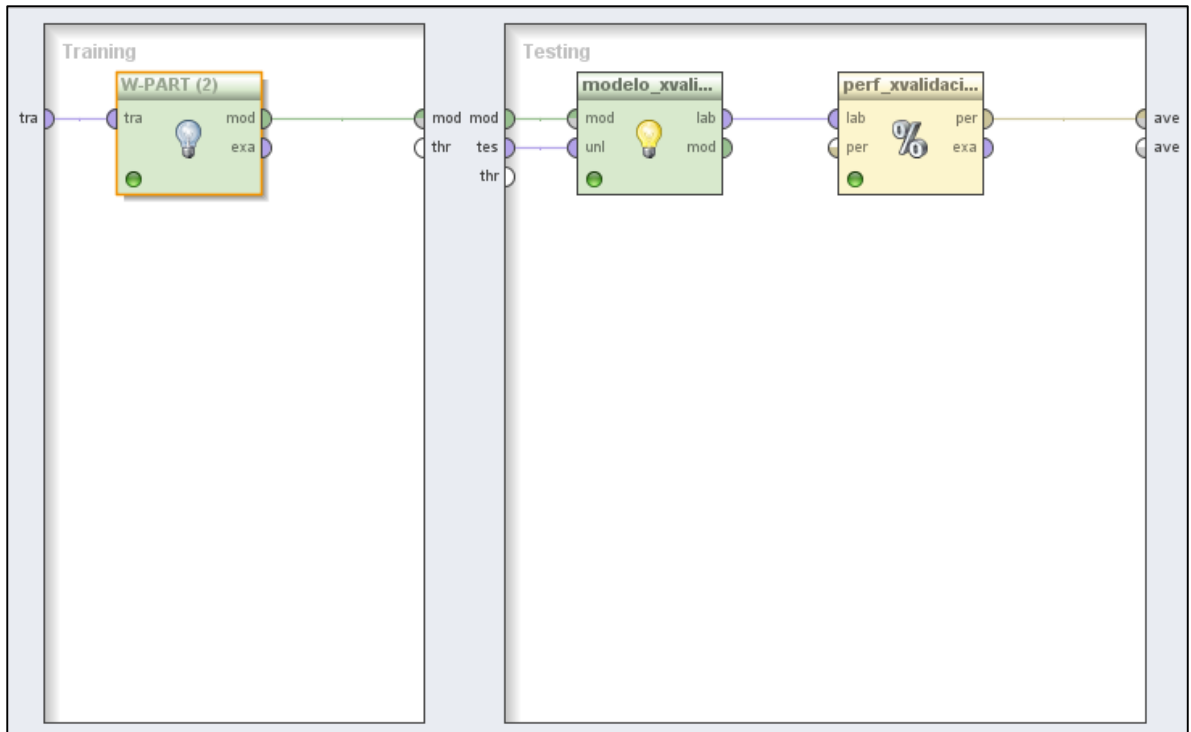 Training
Testing
W-PART (2)
modelo_xvali...
perf_xvalidaci...
tra
tra
mod
mod
mod
mod
lab
lab
per
ave
exa
thr
tes
unl
mod
per
exa
ave
thr
%